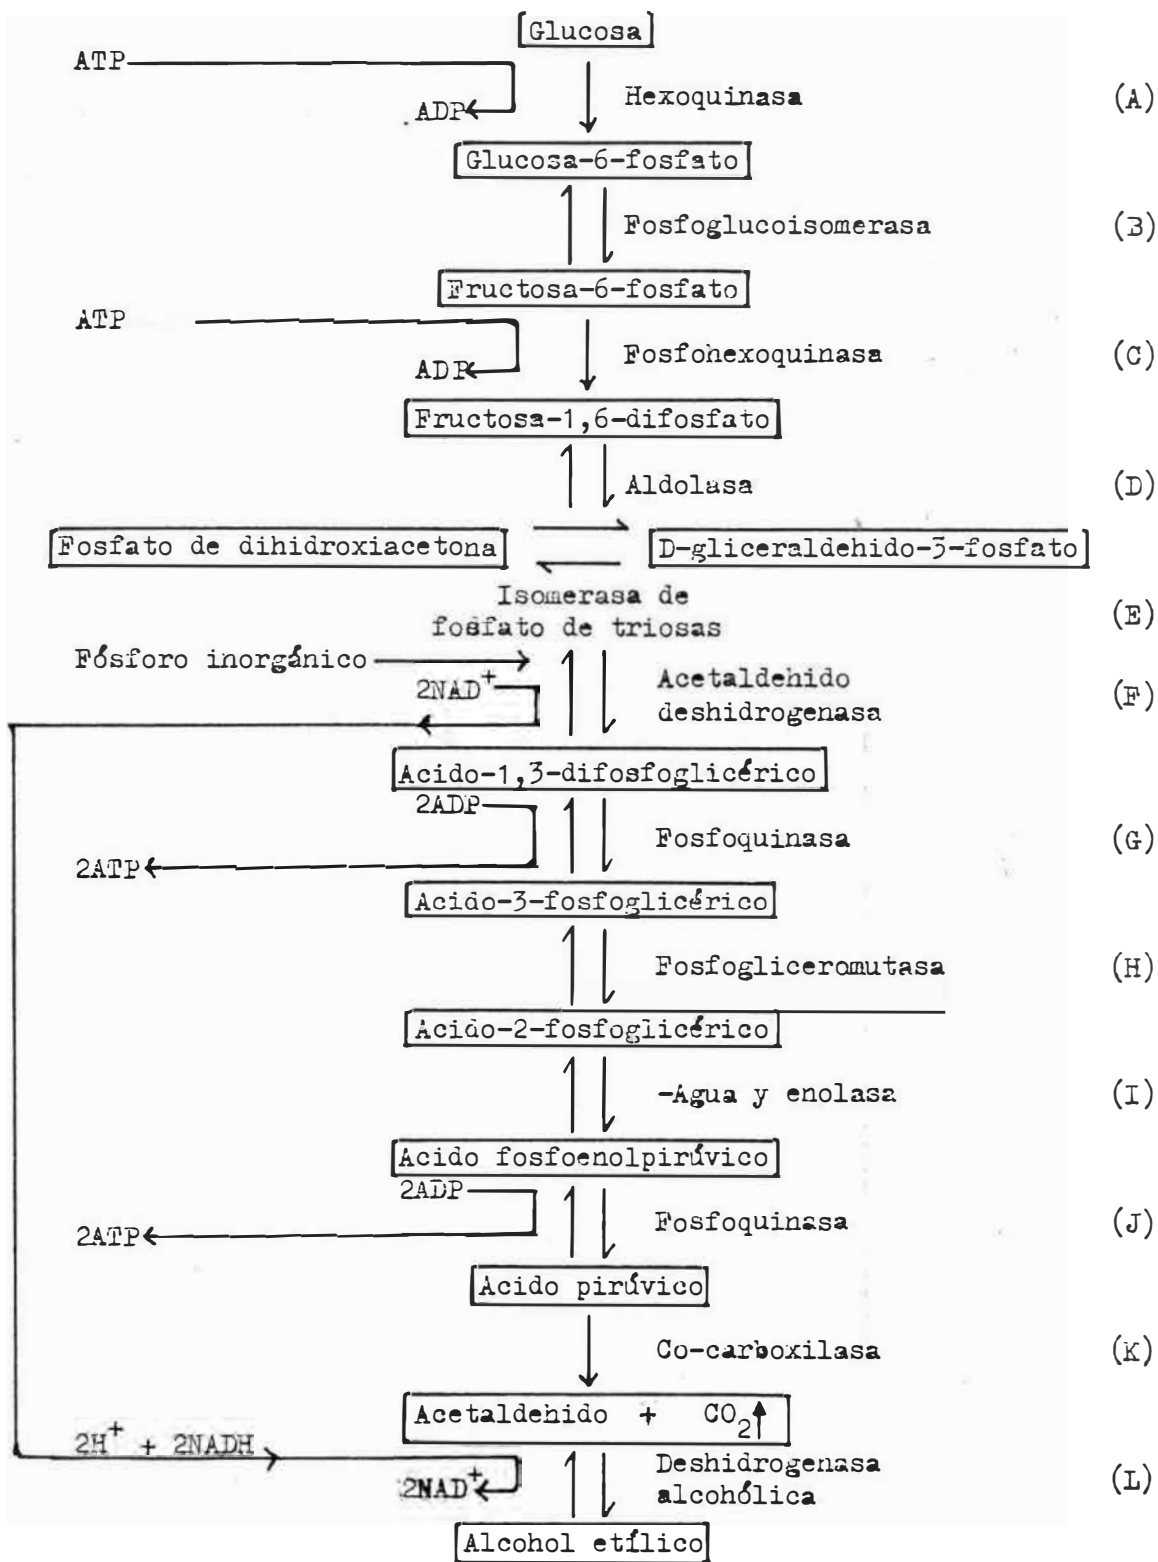 Glucosa
ATP
Hexoquinasa (A)
ADP
Glucosa-6-fosfato
Fosfoglucoisomerasa (B)
Fructosa-6-fosfato
ATP
Fosfohexoquinasa (C)
ADP
Fructosa-1,6-difosfato
Aldolasa (D)
Fosfato de dihidroxiacetona D-gliceraldehido-3-fosfato
Isomerasa de
fosfato de triosas (E)
Fósforo inorgánico
2NAD+
Acetaldehido
deshidrogenasa (F)
Acido-1,3-difosfoglicérico
2ADP
Fosfoquinasa (G)
2ATP
Acido-3-fosfoglicérico
Fosfogliceromutasa (H)
Acido-2-fosfoglicérico
-Agua y enolasa (I)
Acido fosfoenolpirúvico
2ADP
Fosfoquinasa (J)
2ATP
Acido pirúvico
Co-carboxilasa (K)
Acetaldehido + CO2
2H+ + 2NADH
Deshidrogenasa
alcohólica (L)
2NAD+
Alcohol etílico